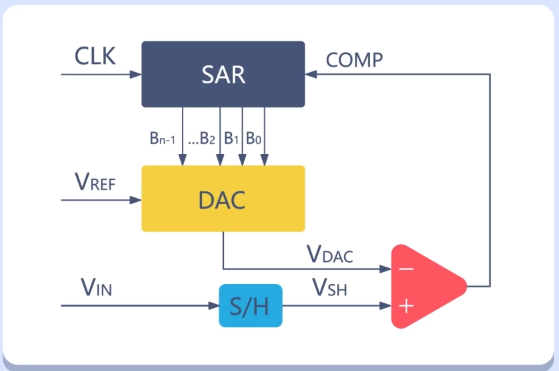 CLK
SAR
COMP
Bn-1 ...B2 B1 B0
VREF
DAC
VDAC
VIN
S/H
VSH
−
+